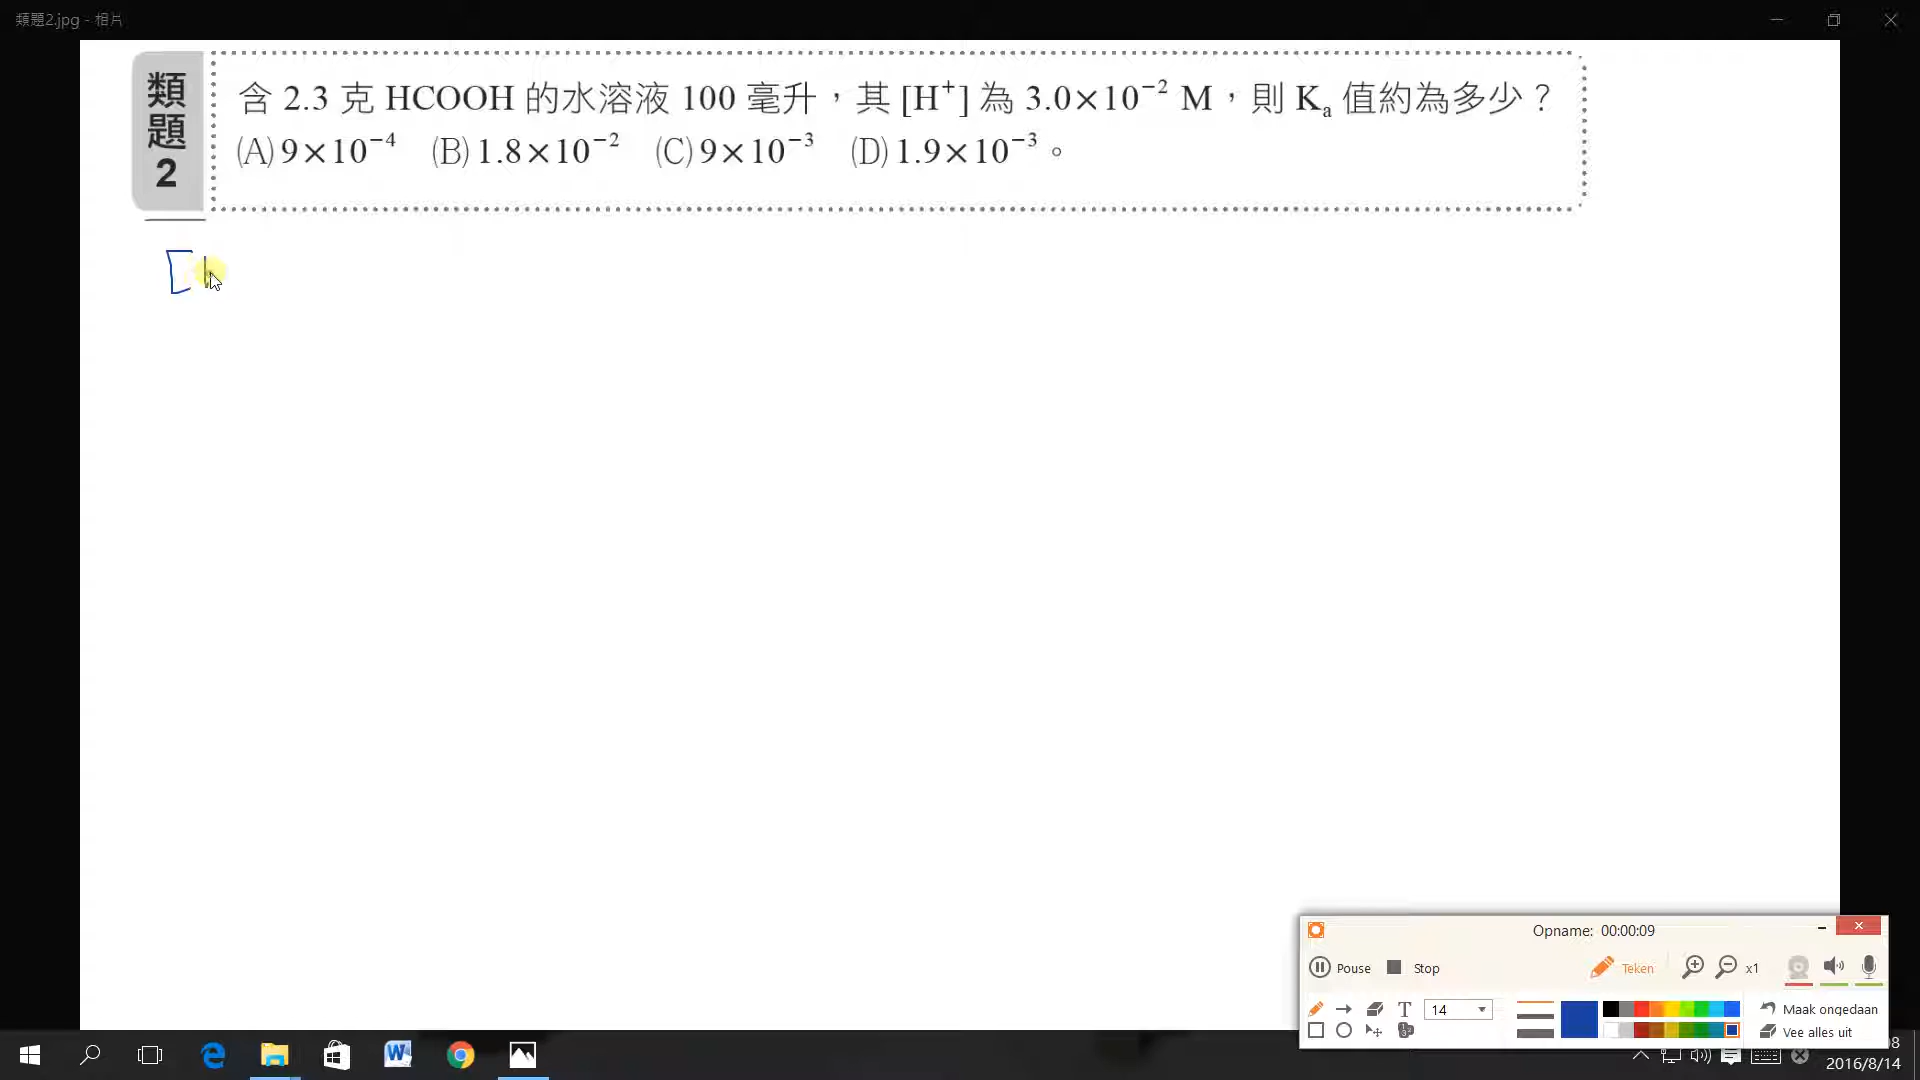 類題2.jpg - 相片
類題2
含 2.3 克 HCOOH 的水溶液 100 毫升，其 [H⁺] 為 3.0×10⁻² M，則 Kₐ 值約為多少？
(A) 9×10⁻⁴ (B) 1.8×10⁻² (C) 9×10⁻³ (D) 1.9×10⁻³。
Opname: 00:00:09
Pouse Stop Teken x1
T 14 Maak ongedaan
Vee alles uit
2016/8/14